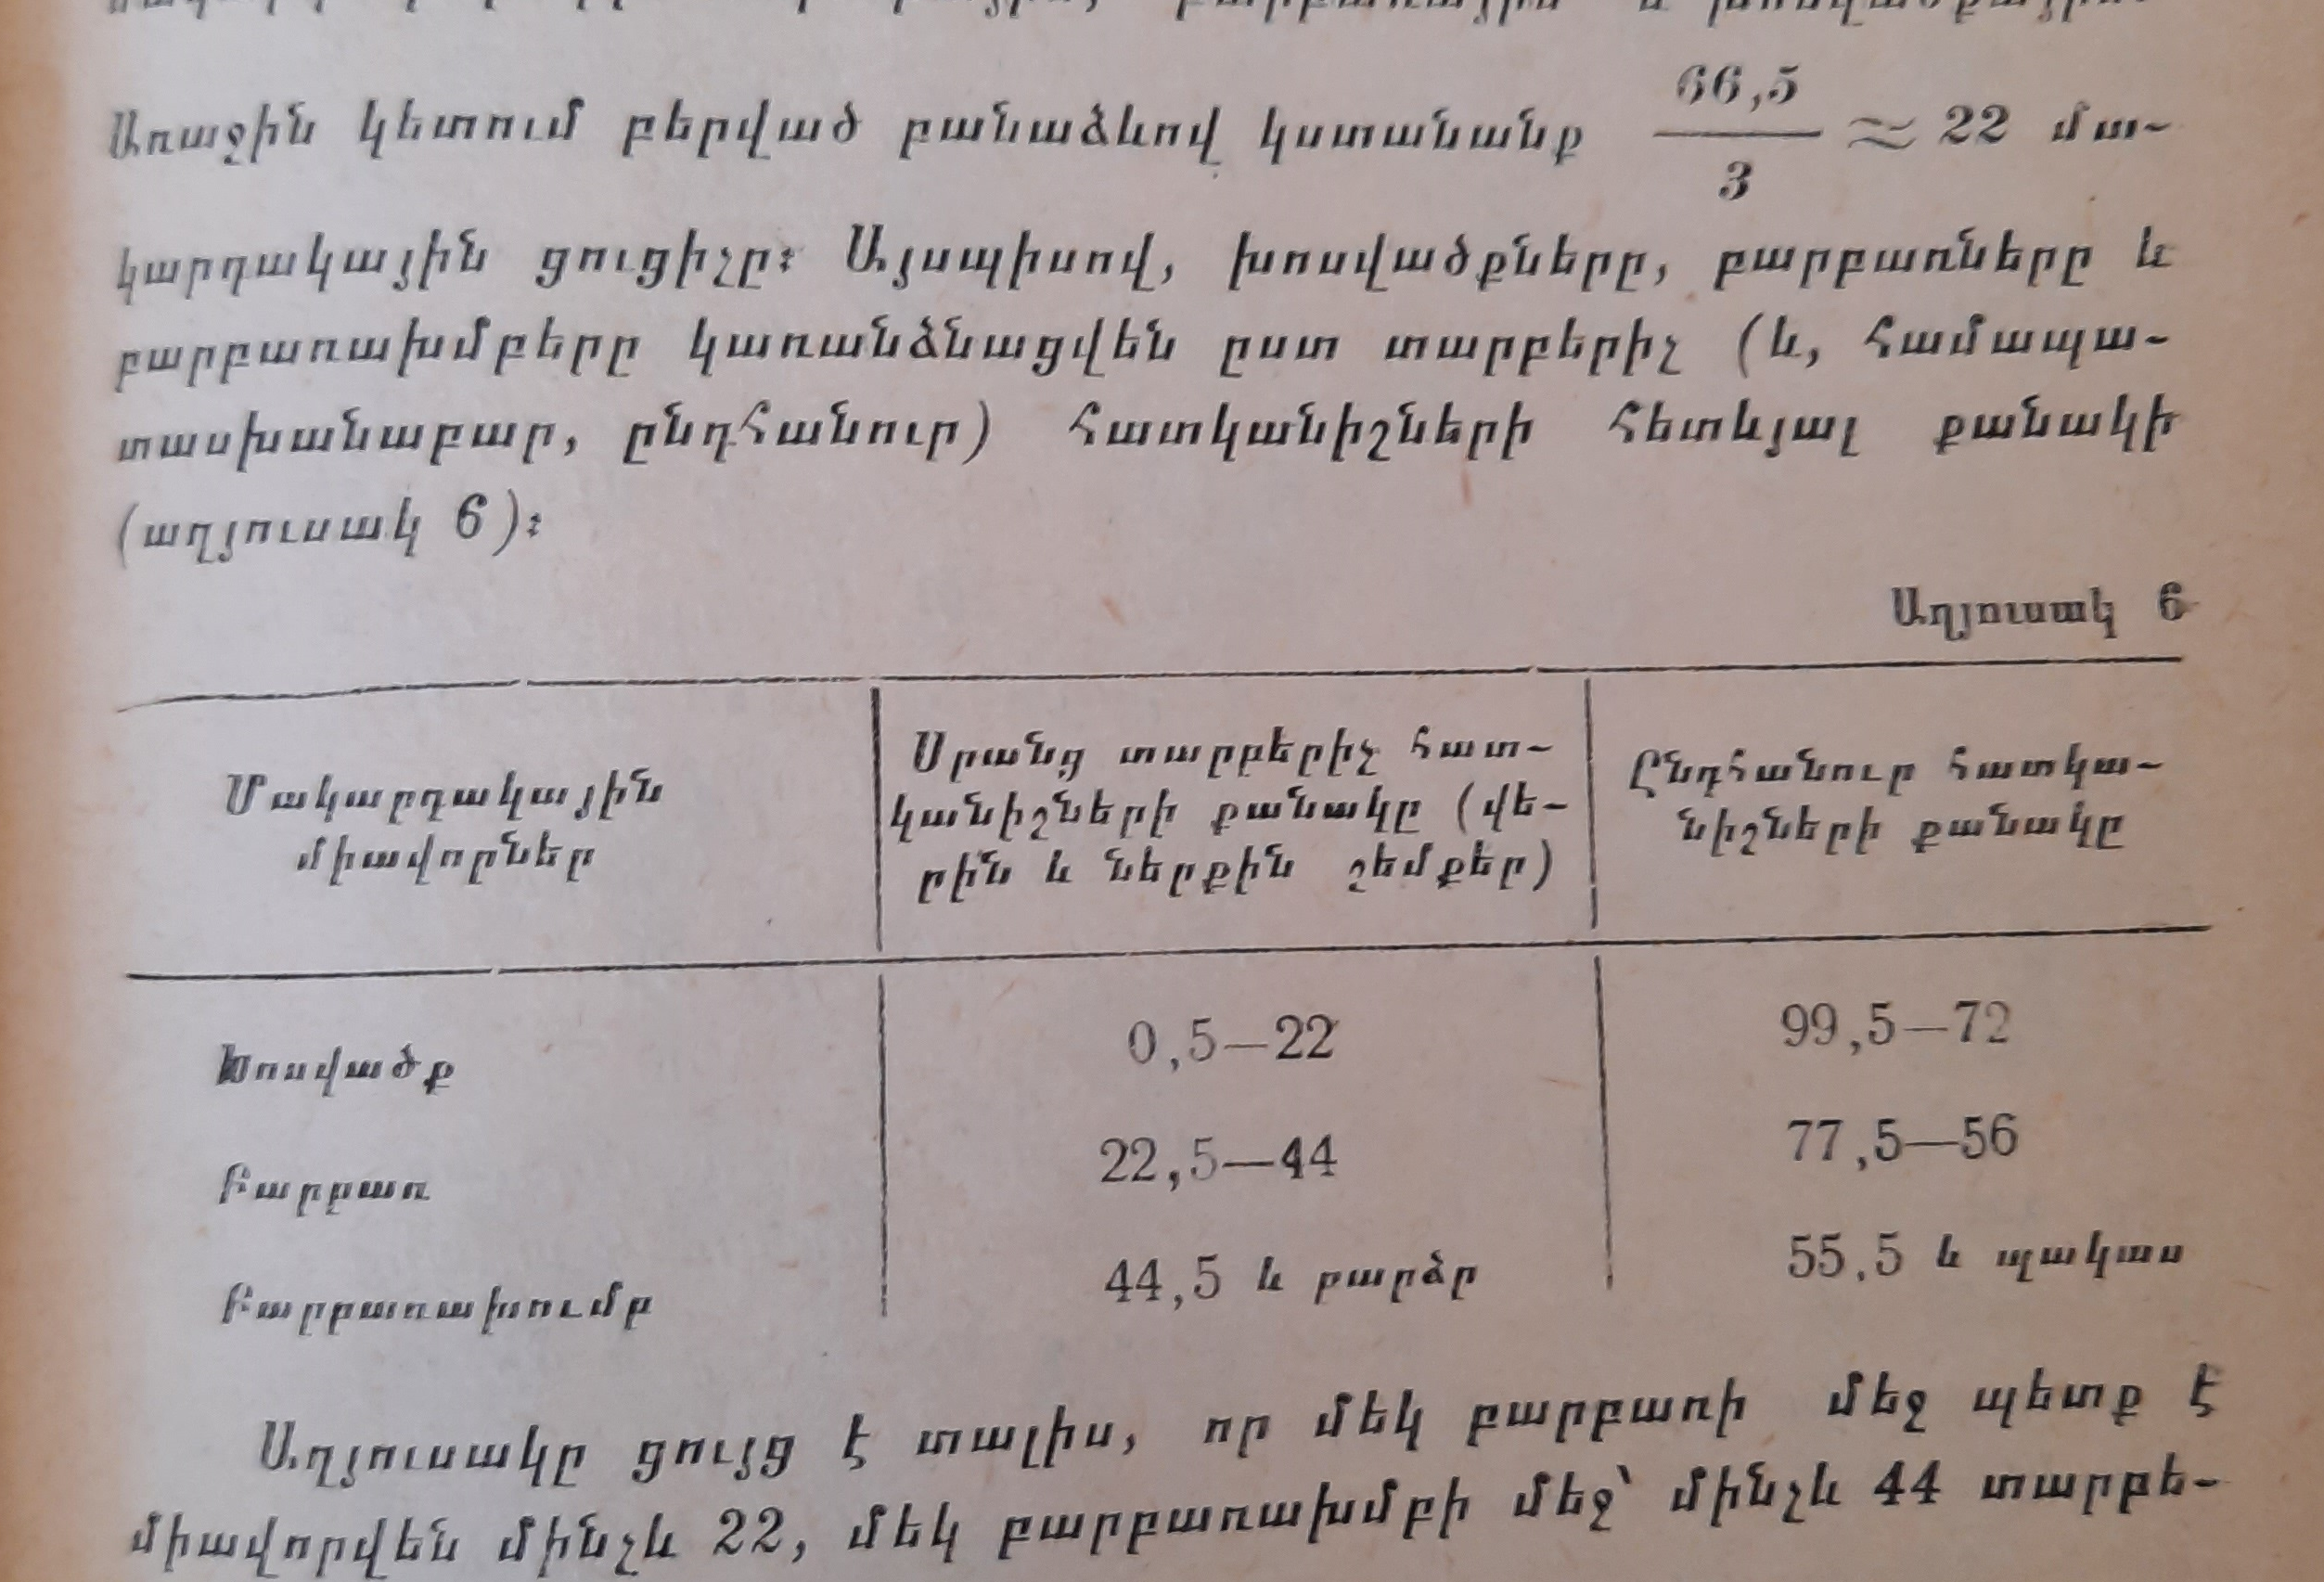 Առաջին կետում բերված բանաձևով կստանանք 66,5/3 ≈ 22 մա-
կարդակային ցուցիչը։ Այսպիսով, խոսվածքները, բարբառները և
բարբառախմբերը կառանձնացվեն ըստ տարբերիչ (և, համապա-
տասխանաբար, ընդհանուր) հատկանիշների հետևյալ քանակի
(աղյուսակ 6)։
Աղյուսակ 6
Մակարդակային
միավորներ
Սրանց տարբերիչ հատ-
կանիշների քանակը (վե-
րին և ներքին շեմքեր)
Ընդհանուր հատկա-
նիշների քանակը
Խոսվածք 0,5—22 99,5—72
Բարբառ 22,5—44 77,5—56
Բարբառախումբ 44,5 և բարձր 55,5 և պակաս
Աղյուսակը ցույց է տալիս, որ մեկ բարբառի մեջ պետք է
միավորվեն մինչև 22, մեկ բարբառախմբի մեջ՝ մինչև 44 տարբե-